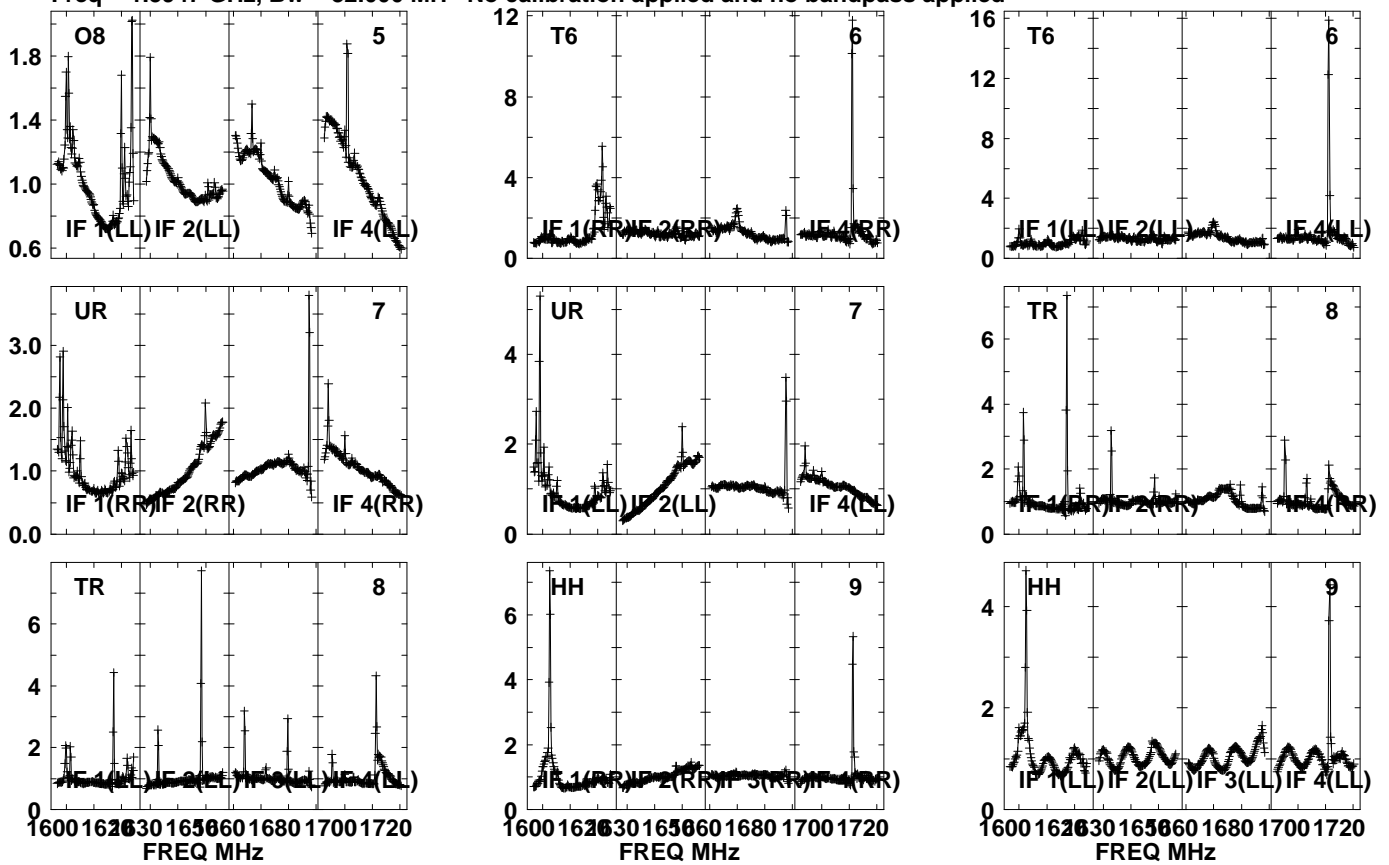 No calibration applied and no bandpass applied
O8 5
1.8
1.4
1.0
0.6
IF 1(LL) IF 2(LL) IF 4(LL)
T6 6
12
8
4
0
IF 1(RR) IF 2(RR) IF 4(RR)
T6 6
16
12
8
4
0
IF 1(LL) IF 2(LL) IF 4(LL)
UR 7
3.0
2.0
1.0
0.0
IF 1(RR) IF 2(RR) IF 4(RR)
UR 7
4
2
0
IF 1(LL) IF 2(LL) IF 4(LL)
TR 8
6
4
2
0
IF 1(RR) IF 2(RR) IF 4(RR)
TR 8
6
4
2
1
0
IF 1(LL) IF 2(LL) IF 3(LL) IF 4(LL)
1600 1630 1660 1700 1720
FREQ MHz
HH 9
6
4
2
1
0
IF 1(RR) IF 2(RR) IF 3(RR) IF 4(RR)
1600 1630 1660 1700 1720
FREQ MHz
HH 9
4
2
0
IF 1(LL) IF 2(LL) IF 3(LL) IF 4(LL)
1600 1630 1660 1680 1700 1720
FREQ MHz